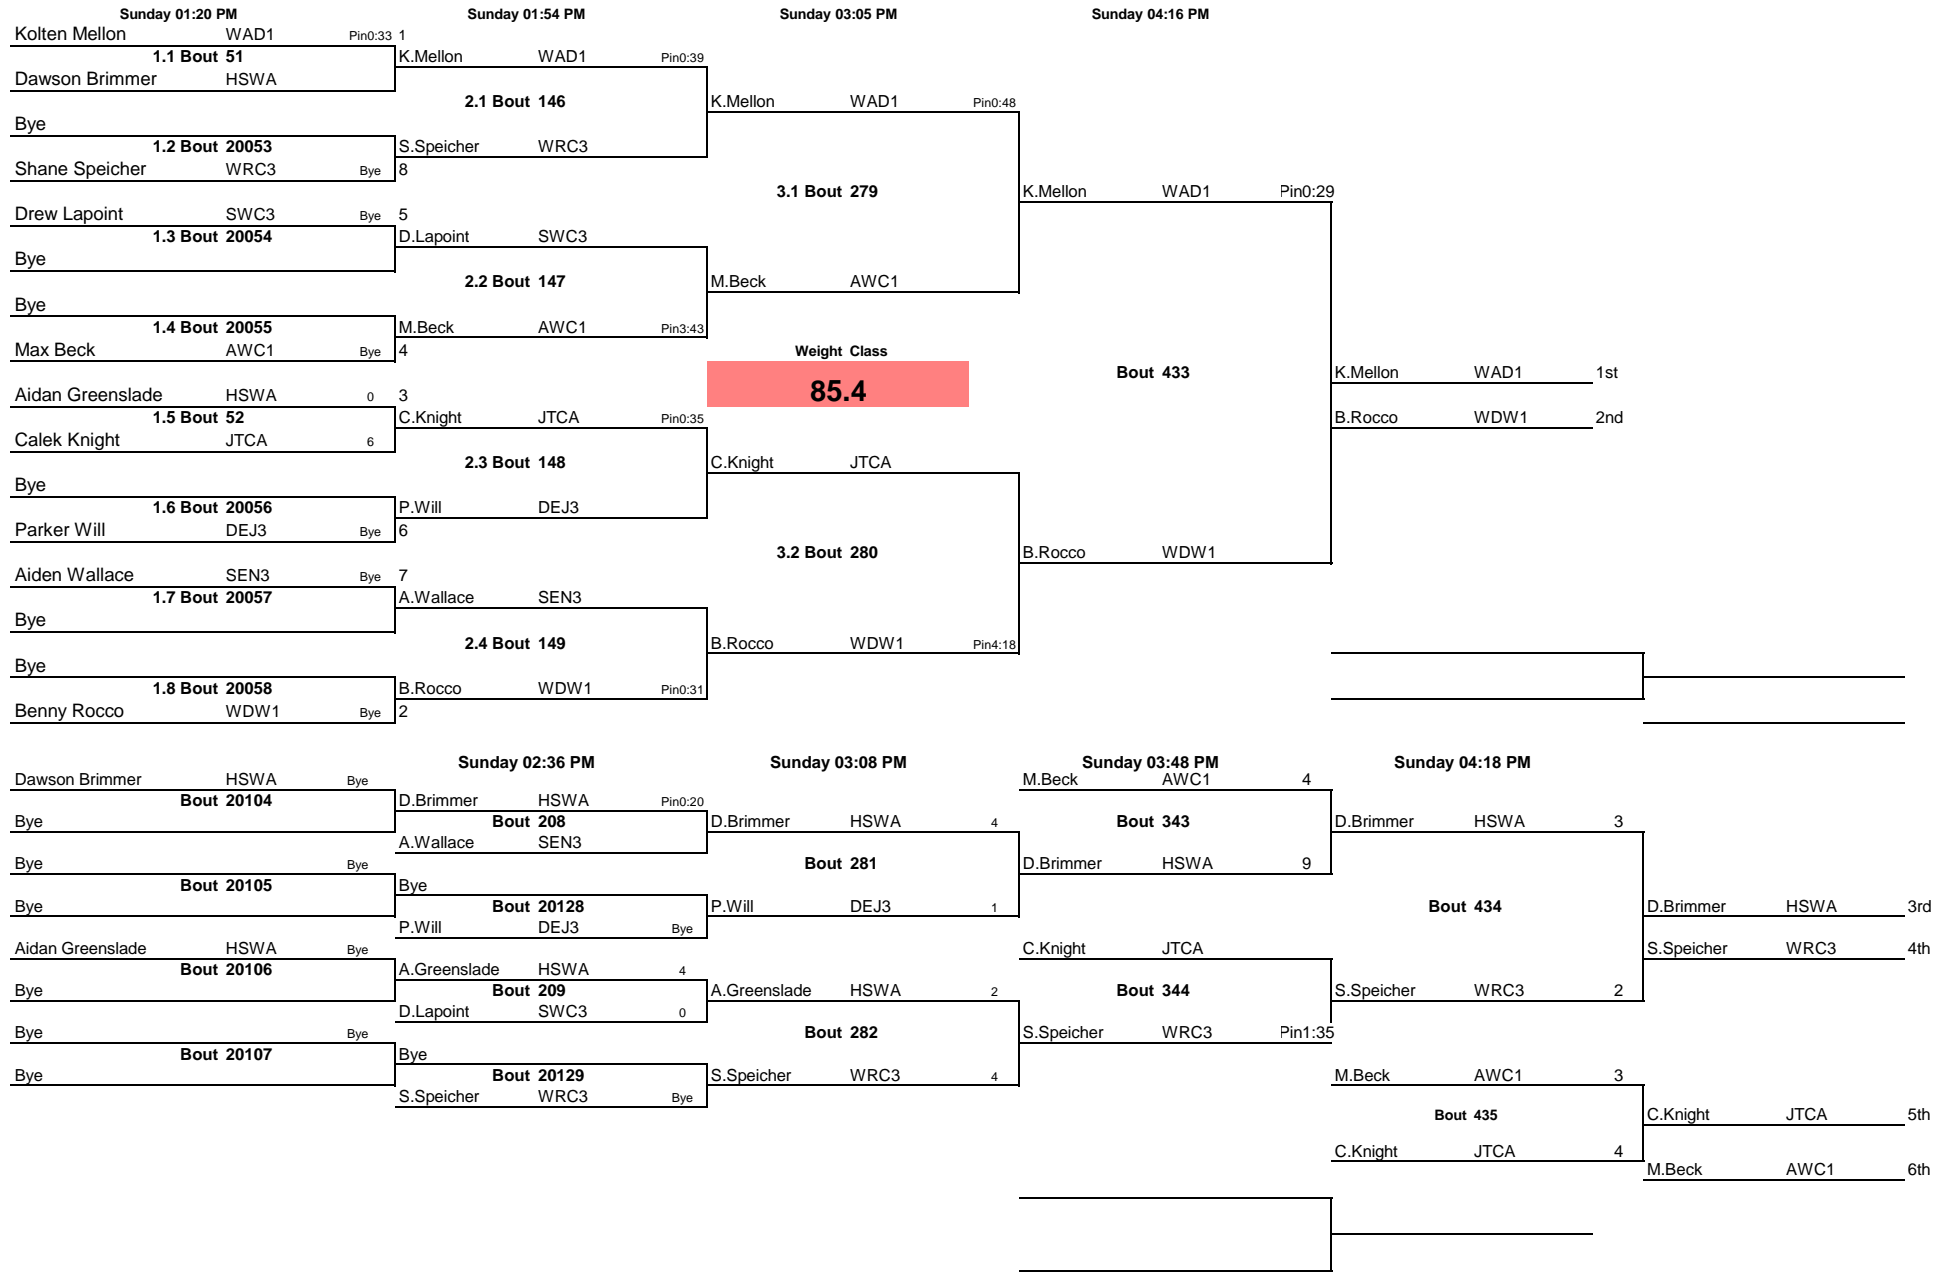 Sunday 01:20 PM Sunday 01:54 PM Sunday 03:05 PM Sunday 04:16 PM
Kolten Mellon WAD1 Pin0:33 1
1.1 Bout 51 K.Mellon WAD1 Pin0:39
Dawson Brimmer HSWA
2.1 Bout 146 K.Mellon WAD1 Pin0:48
Bye
1.2 Bout 20053 S.Speicher WRC3
Shane Speicher WRC3 Bye 8
3.1 Bout 279 K.Mellon WAD1 Pin0:29
Drew Lapoint SWC3 Bye 5
1.3 Bout 20054 D.Lapoint SWC3
Bye
2.2 Bout 147 M.Beck AWC1
Bye
1.4 Bout 20055 M.Beck AWC1 Pin3:43
Max Beck AWC1 Bye 4 Weight Class
Bout 433 K.Mellon WAD1 1st
Aidan Greenslade HSWA 0 3 85.4
1.5 Bout 52 C.Knight JTCA Pin0:35 B.Rocco WDW1 2nd
Calek Knight JTCA 6
2.3 Bout 148 C.Knight JTCA
Bye
1.6 Bout 20056 P.Will DEJ3
Parker Will DEJ3 Bye 6
3.2 Bout 280 B.Rocco WDW1
Aiden Wallace SEN3 Bye 7
1.7 Bout 20057 A.Wallace SEN3
Bye
2.4 Bout 149 B.Rocco WDW1 Pin4:18
Bye
1.8 Bout 20058 B.Rocco WDW1 Pin0:31
Benny Rocco WDW1 Bye 2
Sunday 02:36 PM Sunday 03:08 PM Sunday 03:48 PM Sunday 04:18 PM
Dawson Brimmer HSWA Bye M.Beck AWC1 4
Bout 20104 D.Brimmer HSWA Pin0:20
Bye Bout 208 D.Brimmer HSWA 4 Bout 343 D.Brimmer HSWA 3
A.Wallace SEN3
Bye Bye Bout 281 D.Brimmer HSWA 9
Bout 20105 Bye
Bye Bout 20128 P.Will DEJ3 1 Bout 434 D.Brimmer HSWA 3rd
P.Will DEJ3 Bye
Aidan Greenslade HSWA Bye C.Knight JTCA S.Speicher WRC3 4th
Bout 20106 A.Greenslade HSWA 4
Bye Bout 209 A.Greenslade HSWA 2 Bout 344 S.Speicher WRC3 2
D.Lapoint SWC3 0
Bye Bye Bout 282 S.Speicher WRC3 Pin1:35
Bout 20107 Bye
Bye Bout 20129 S.Speicher WRC3 4 M.Beck AWC1 3
S.Speicher WRC3 Bye
Bout 435 C.Knight JTCA 5th
C.Knight JTCA 4
M.Beck AWC1 6th